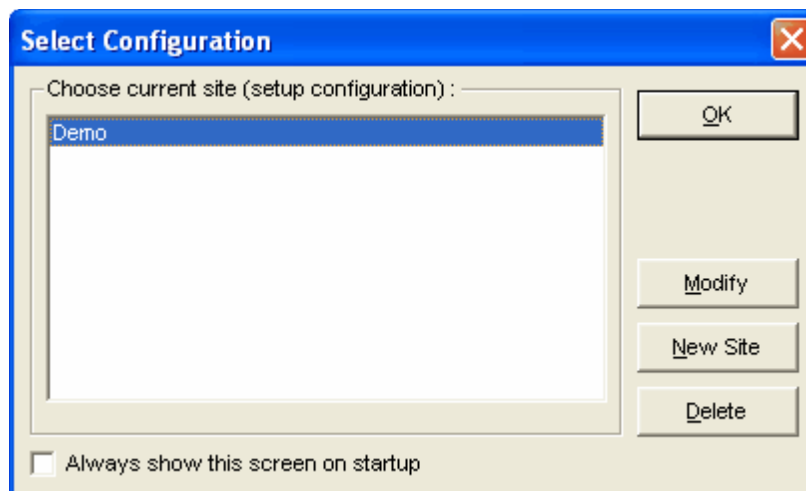 Select Configuration
Choose current site (setup configuration) :
Demo
OK
Modify
New Site
Delete
Always show this screen on startup